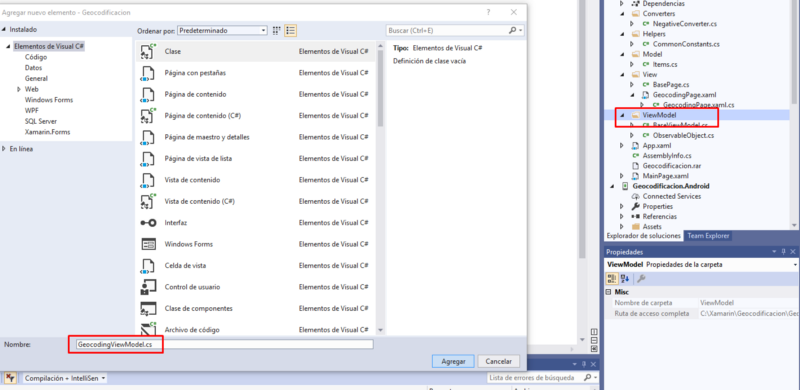 Agregar nuevo elemento - Geocodificacion
? ×
Instalado
Ordenar por: Predeterminado
Buscar (Ctrl+E)
Elementos de Visual C#
Código
Datos
General
Web
Windows Forms
WPF
SQL Server
Xamarin.Forms
En línea
Clase Elementos de Visual C#
Página con pestañas Elementos de Visual C#
Página de contenido Elementos de Visual C#
Página de contenido (C#) Elementos de Visual C#
Página de maestro y detalles Elementos de Visual C#
Página de vista de lista Elementos de Visual C#
Vista de contenido Elementos de Visual C#
Vista de contenido (C#) Elementos de Visual C#
Interfaz Elementos de Visual C#
Windows Forms Elementos de Visual C#
Celda de vista Elementos de Visual C#
Control de usuario Elementos de Visual C#
Clase de componentes Elementos de Visual C#
Archivo de código Elementos de Visual C#
Tipo: Elementos de Visual C#
Definición de clase vacía
Nombre: GeocodingViewModel.cs
Agregar Cancelar
Compilación + IntelliSen
Lista de errores de búsqueda
Dependencies
Converters
NegativeConverter.cs
Helpers
CommonConstants.cs
Model
Items.cs
View
BasePage.cs
GeocodingPage.xaml
GeocodingPage.xaml.cs
ViewModel
BaseViewModel.cs
ObservableObject.cs
App.xaml
AssemblyInfo.cs
Geocodificacion.rar
MainPage.xaml
Geocodificacion.Android
Connected Services
Properties
Referencias
Assets
Explorador de soluciones Team Explorer
Propiedades
ViewModel Propiedades de la carpeta
Misc
Nombre de carpeta ViewModel
Ruta de acceso completa C:\Xamarin\Geocodificacion\Geo